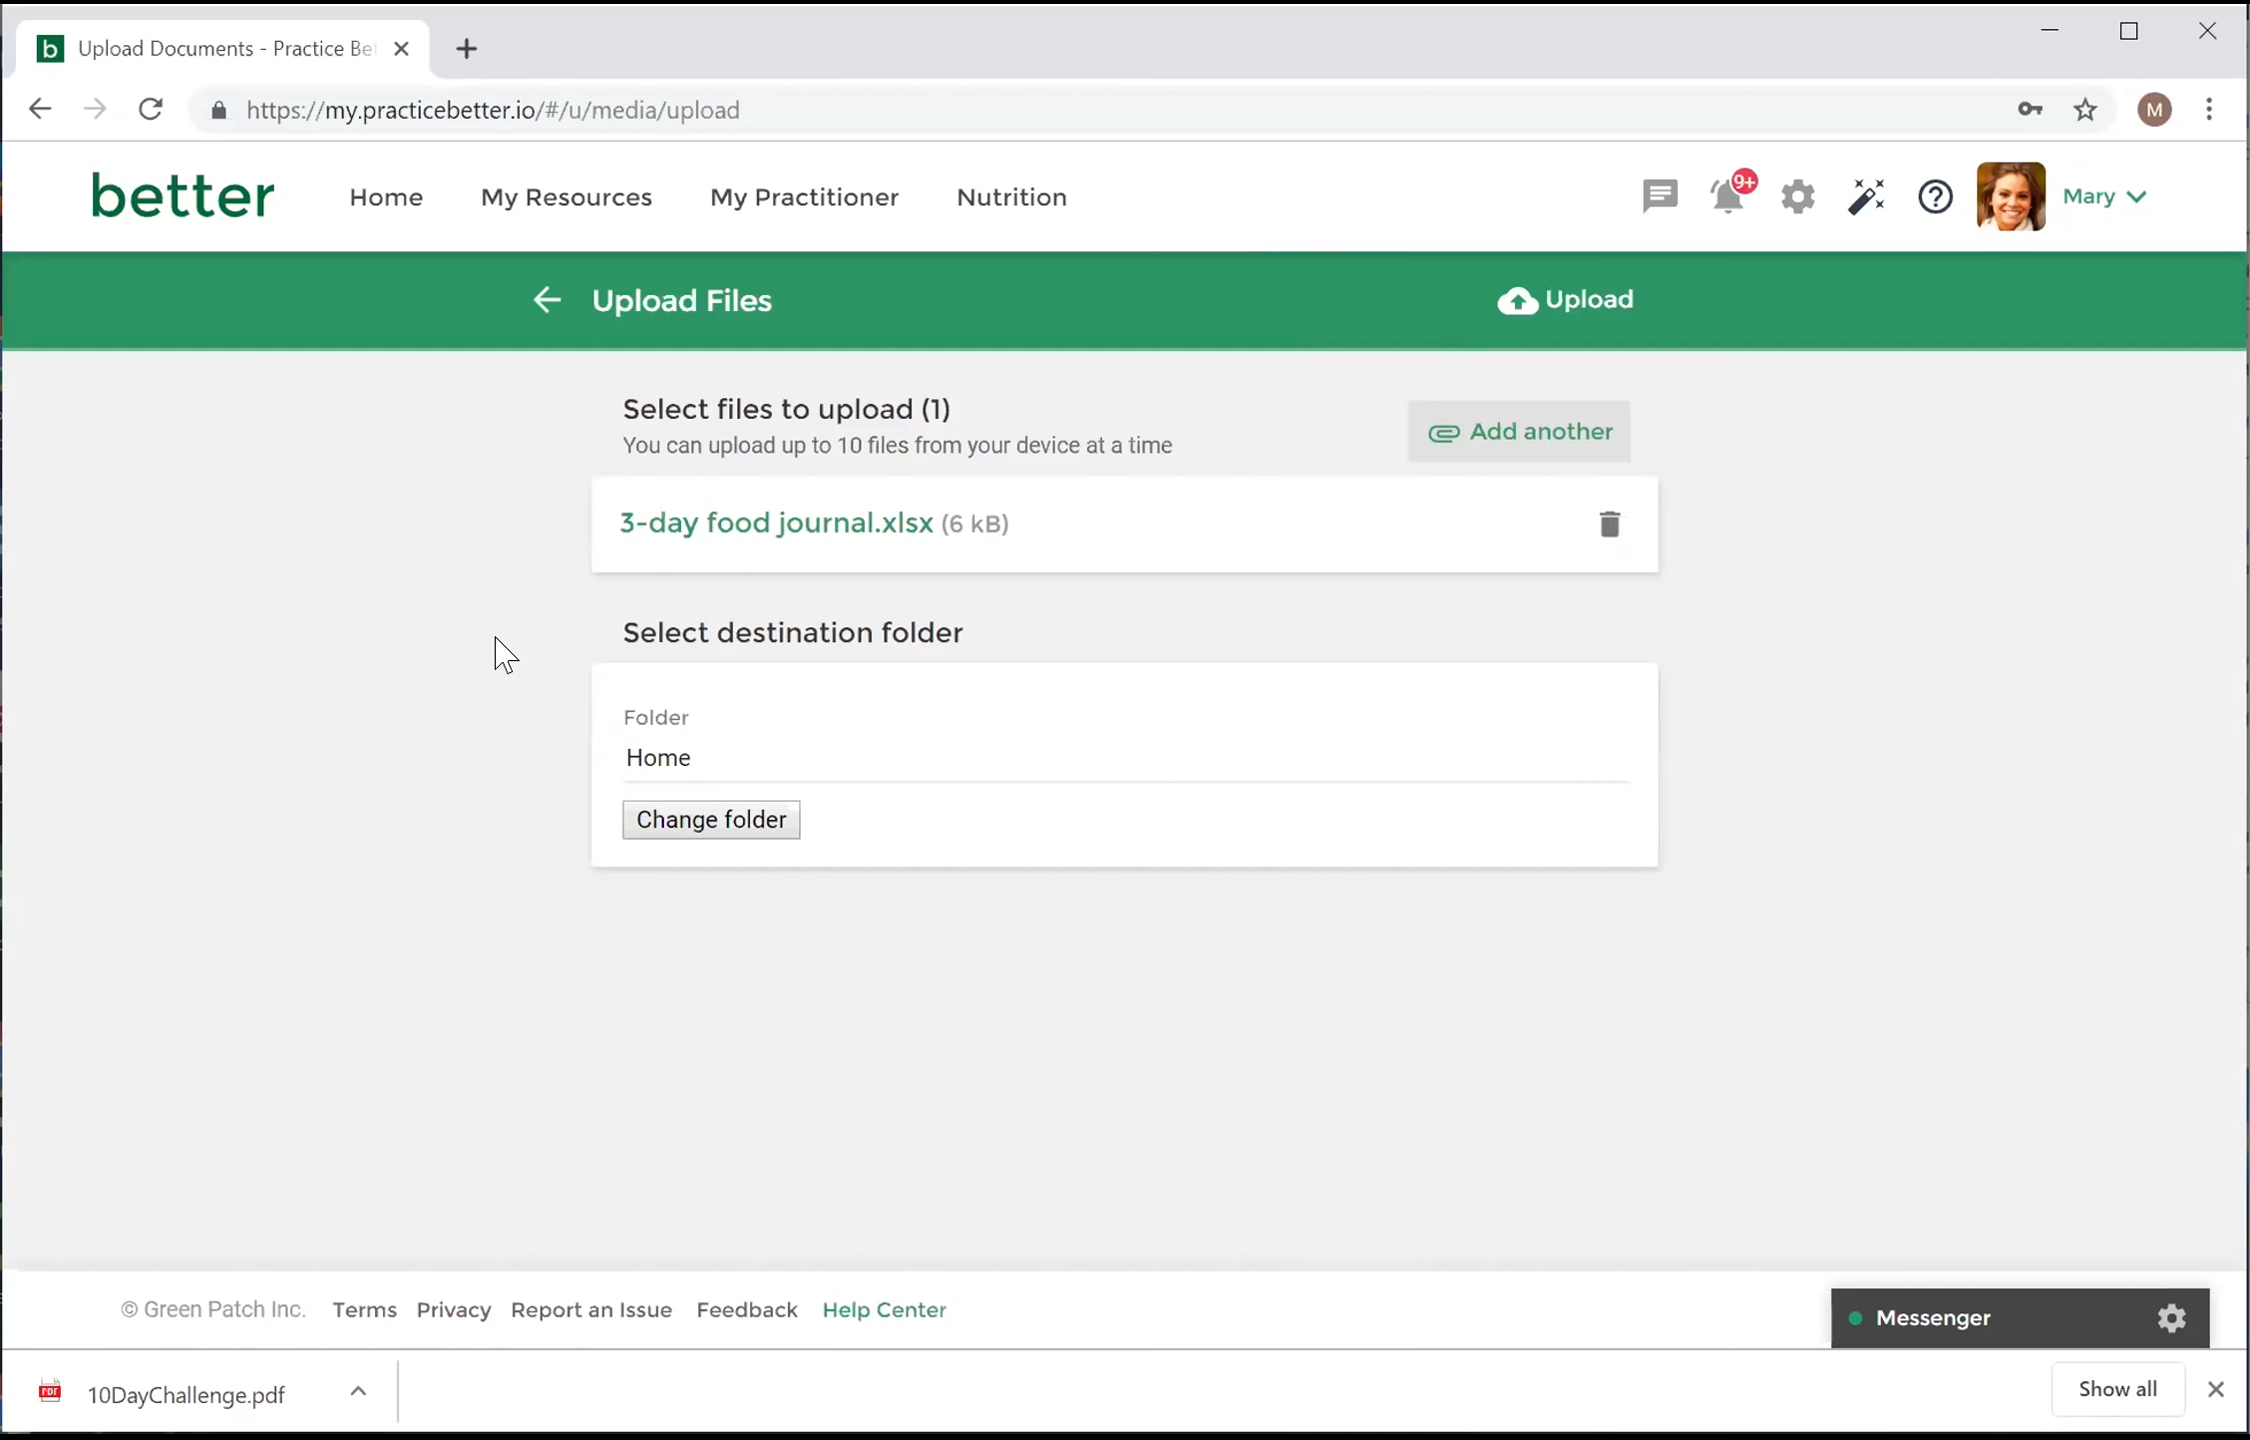 b Upload Documents - Practice Be
https://my.practicebetter.io/#/u/media/upload
M
better Home My Resources My Practitioner Nutrition 9+ Mary
Upload Files Upload
Select files to upload (1)
You can upload up to 10 files from your device at a time
Add another
3-day food journal.xlsx (6 kB)
Select destination folder
Folder
Home
Change folder
© Green Patch Inc. Terms Privacy Report an Issue Feedback Help Center
Messenger
PDF 10DayChallenge.pdf Show all